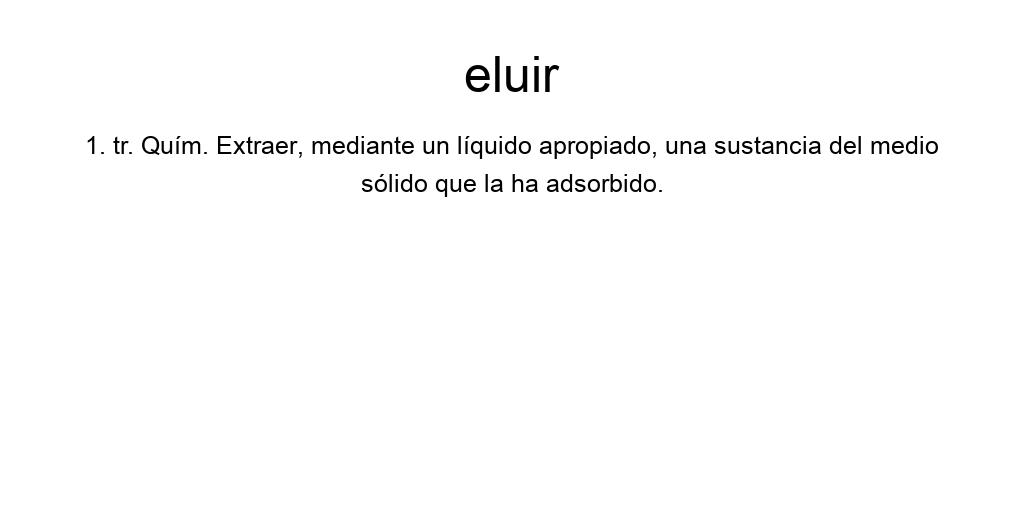 eluir
1. tr. Quím. Extraer, mediante un líquido apropiado, una sustancia del medio
sólido que la ha adsorbido.